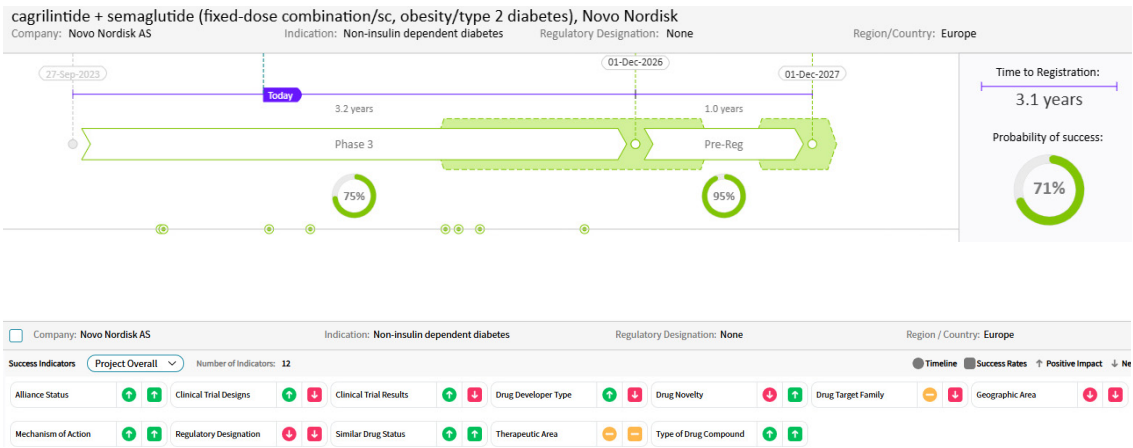 cagrilintide + semaglutide (fixed-dose combination/sc, obesity/type 2 diabetes), Novo Nordisk
Company: Novo Nordisk AS Indication: Non-insulin dependent diabetes Regulatory Designation: None Region/Country: Europe
27-Sep-2023 01-Dec-2026 01-Dec-2027
Today
3.2 years 1.0 years
Phase 3 Pre-Reg
75% 95%
Time to Registration:
3.1 years
Probability of success:
71%
Company: Novo Nordisk AS Indication: Non-insulin dependent diabetes Regulatory Designation: None Region / Country: Europe
Success Indicators Project Overall Number of Indicators: 12 Timeline Success Rates ↑ Positive Impact ↓ Ne
Alliance Status Clinical Trial Designs Clinical Trial Results Drug Developer Type Drug Novelty Drug Target Family Geographic Area
Mechanism of Action Regulatory Designation Similar Drug Status Therapeutic Area Type of Drug Compound